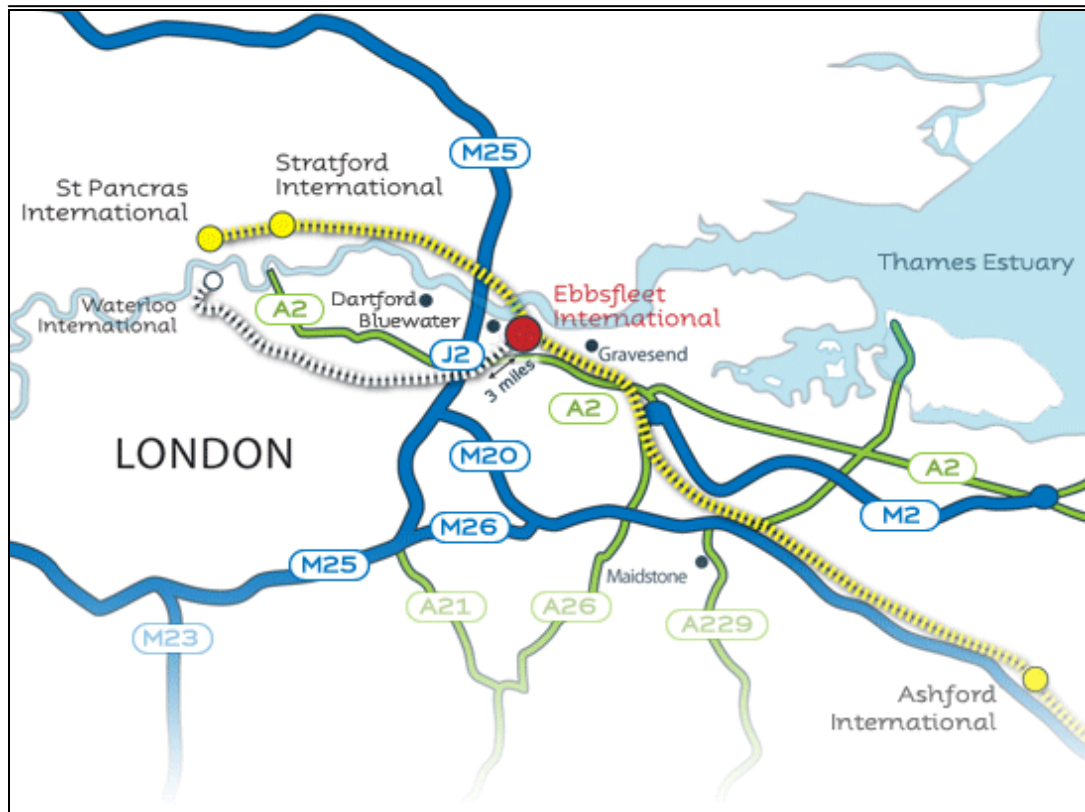 M25
Stratford
International
St Pancras
International
Thames Estuary
Waterloo
International
A2
Dartford
Bluewater
Ebbsfleet
International
J2
Gravesend
3 miles
A2
LONDON
M20
A2
M2
M26
M25
Maidstone
A21
A26
A229
M23
Ashford
International